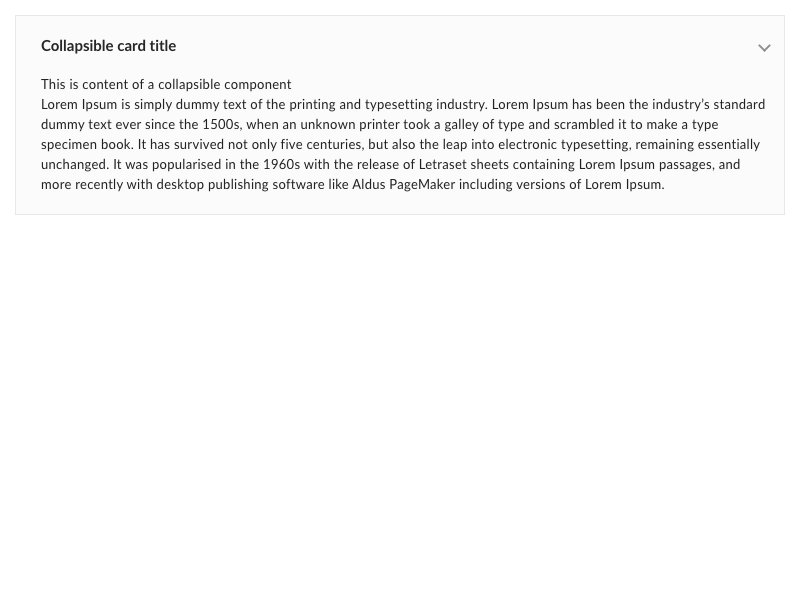 Collapsible card title
This is content of a collapsible component
Lorem Ipsum is simply dummy text of the printing and typesetting industry. Lorem Ipsum has been the industry’s standard
dummy text ever since the 1500s, when an unknown printer took a galley of type and scrambled it to make a type
specimen book. It has survived not only five centuries, but also the leap into electronic typesetting, remaining essentially
unchanged. It was popularised in the 1960s with the release of Letraset sheets containing Lorem Ipsum passages, and
more recently with desktop publishing software like Aldus PageMaker including versions of Lorem Ipsum.